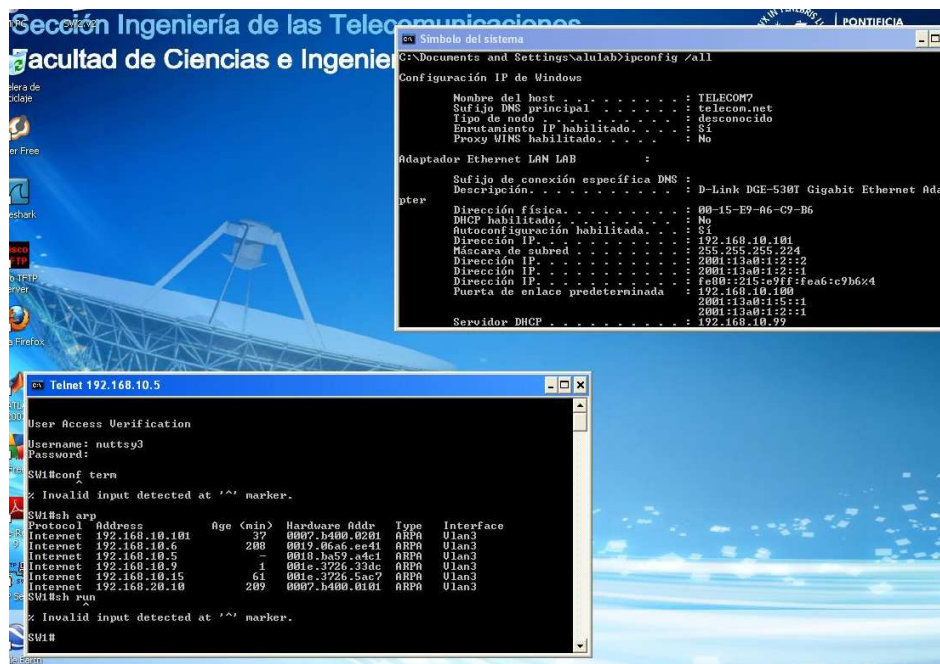 Sección Ingeniería de las Telecomunicaciones
Facultad de Ciencias e Ingenier
PONTIFICIA
Símbolo del sistema
C:\Documents and Settings\alulab>ipconfig /all
Configuración IP de Windows
Nombre del host . . . . . . . . . : TELECOM7
Sufijo DNS principal . . . . . . : telecom.net
Tipo de nodo . . . . . . . . . . : desconocido
Enrutamiento IP habilitado. . . . : Sí
Proxy WINS habilitado. . . . . : No
Adaptador Ethernet LAN LAB :
Sufijo de conexión específica DNS :
Descripción. . . . . . . . . . . : D-Link DGE-530T Gigabit Ethernet Ada
pter
Dirección física. . . . . . . . . : 00-15-E9-A6-C9-B6
DHCP habilitado. . . . . . . . . : No
Autoconfiguración habilitada. . . : Sí
Dirección IP. . . . . . . . . . . : 192.168.10.101
Máscara de subred . . . . . . . . : 255.255.255.224
Dirección IP. . . . . . . . . . . : 2001:13a0:1:2::2
Dirección IP. . . . . . . . . . . : 2001:13a0:1:2::1
Dirección IP. . . . . . . . . . . : fe80::215:e9ff:fea6:c9b6%4
Puerta de enlace predeterminada : 192.168.10.100
2001:13a0:1:5::1
2001:13a0:1:2::1
Servidor DHCP . . . . . . . . . . : 192.168.10.99
Telnet 192.168.10.5
User Access Verification
Username: nuttsy3
Password:
SW1#conf term
^
% Invalid input detected at '^' marker.
SW1#sh arp
Protocol Address Age (min) Hardware Addr Type Interface
Internet 192.168.10.101 37 0007.b400.0201 ARPA Vlan3
Internet 192.168.10.6 208 0019.06a6.ee41 ARPA Vlan3
Internet 192.168.10.5 - 0018.ba59.a4c1 ARPA Vlan3
Internet 192.168.10.9 1 001e.3726.33dc ARPA Vlan3
Internet 192.168.10.15 61 001e.3726.5ac7 ARPA Vlan3
Internet 192.168.20.10 209 0007.b400.0101 ARPA Vlan3
SW1#sh run
^
% Invalid input detected at '^' marker.
SW1#